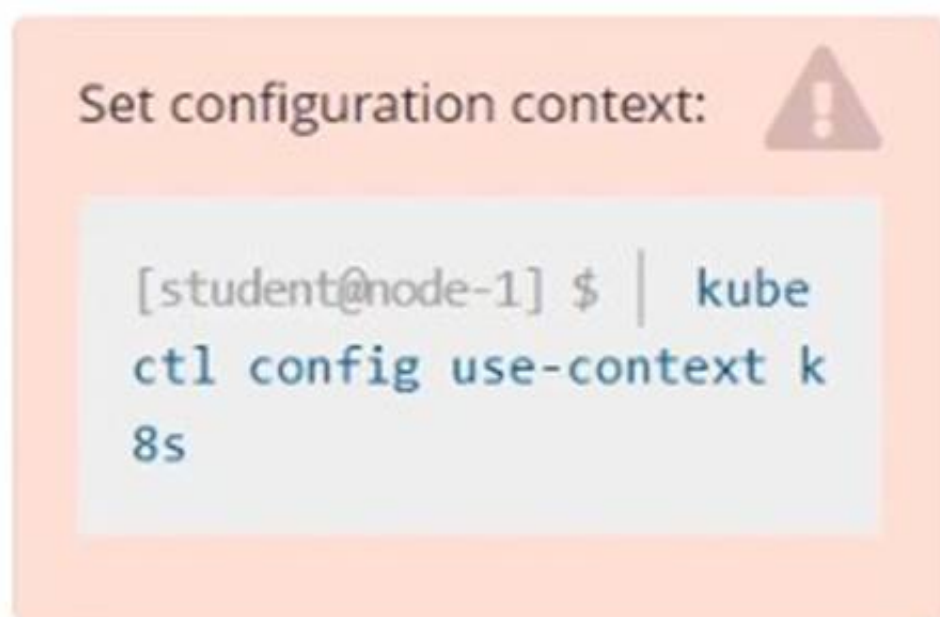 Set configuration context:
[student@node-1] $ | kube
ctl config use-context k
8s